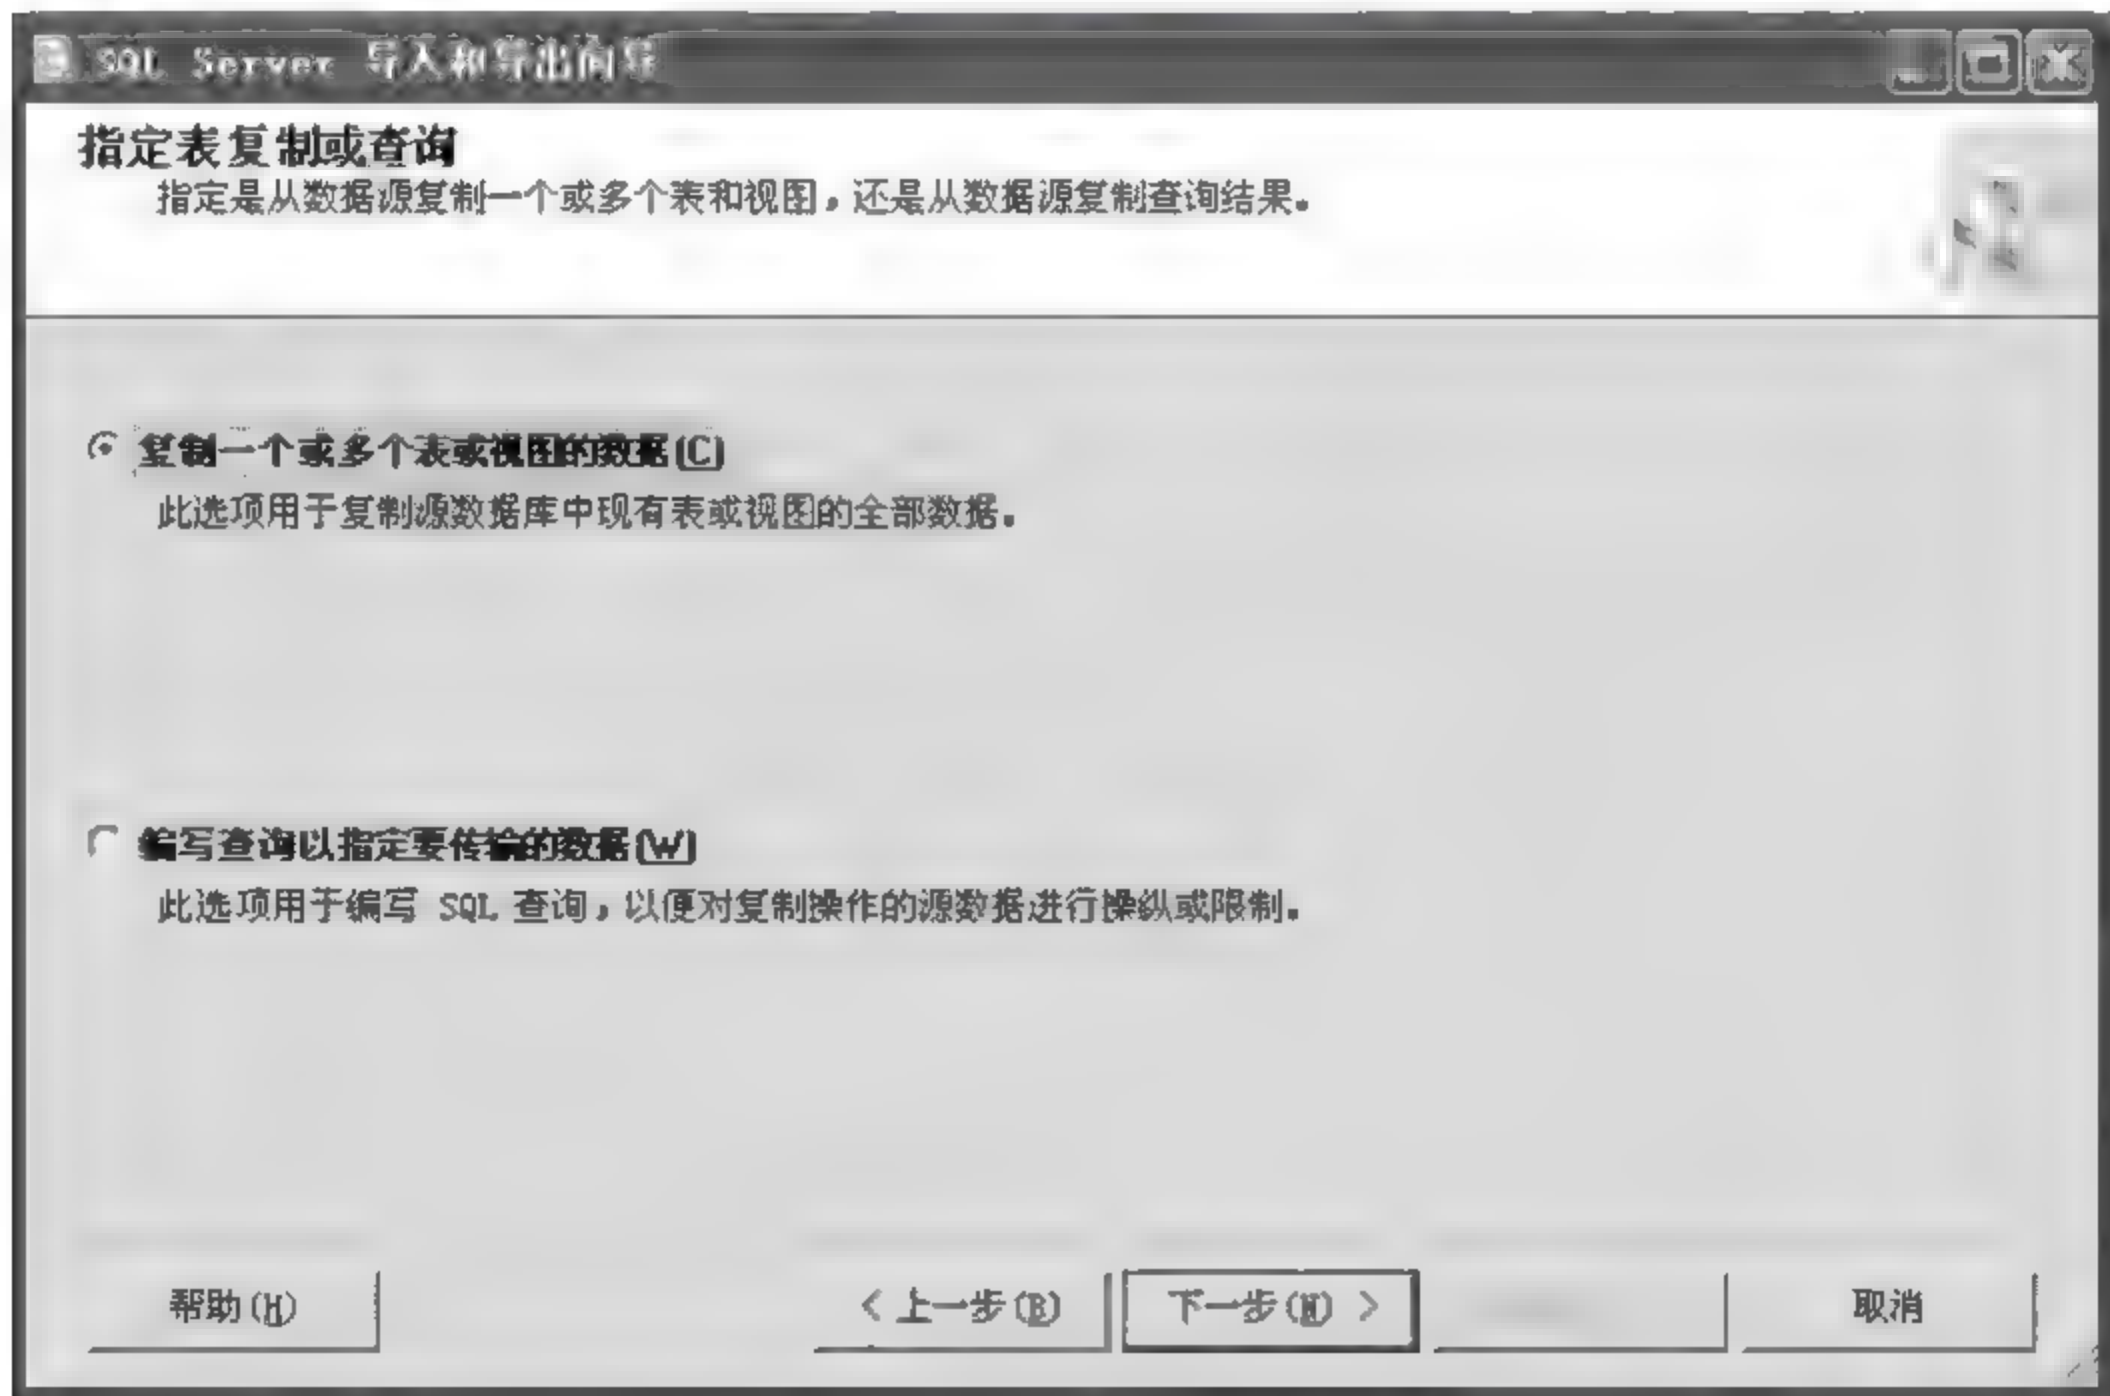 SQL Server 导入和导出向导
指定表复制或查询
指定是从数据源复制一个或多个表和视图，还是从数据源复制查询结果。
复制一个或多个表或视图的数据(C)
此选项用于复制源数据库中现有表或视图的全部数据。
编写查询以指定要传输的数据(W)
此选项用于编写 SQL 查询，以便对复制操作的源数据进行操纵或限制。
帮助(H)
< 上一步(B)
下一步(N) >
取消